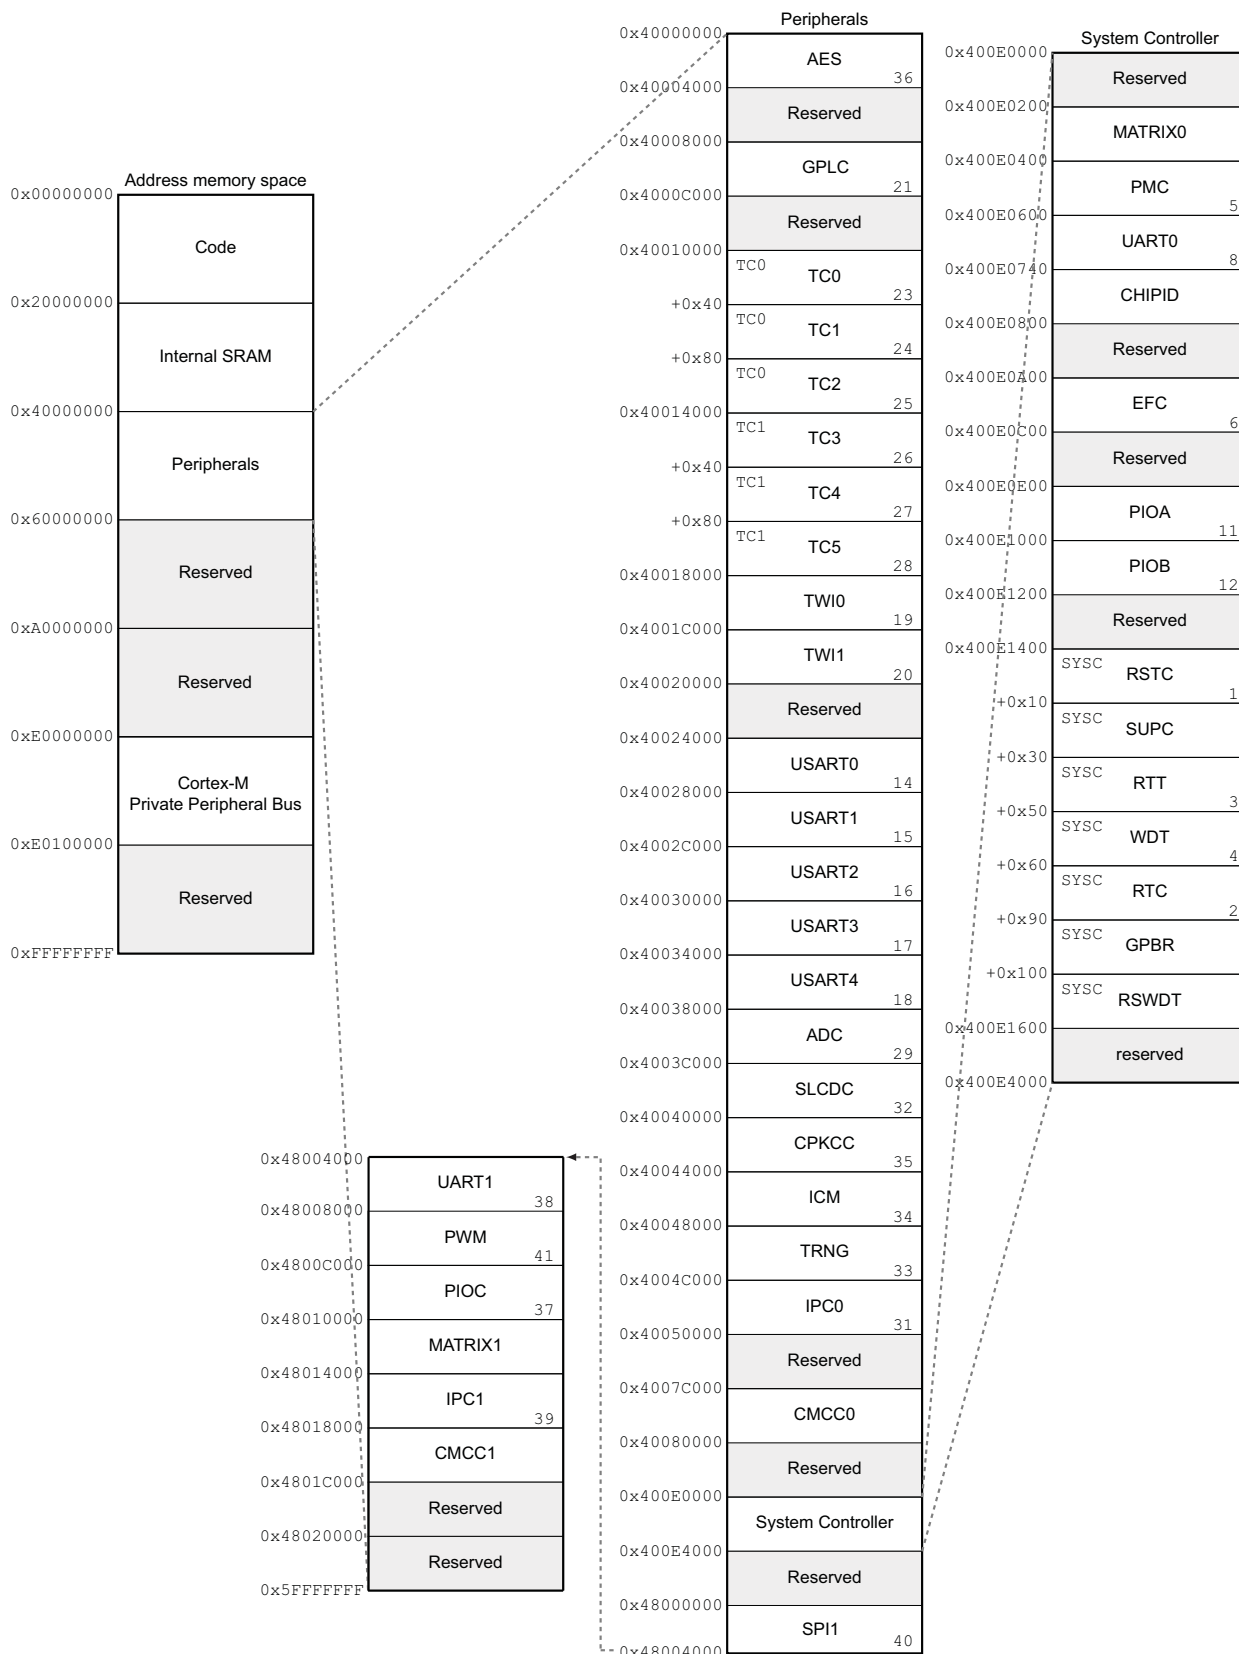 Address memory space
0x00000000
Code
0x20000000
Internal SRAM
0x40000000
Peripherals
0x60000000
Reserved
0xA0000000
Reserved
0xE0000000
Cortex-M
Private Peripheral Bus
0xE0100000
Reserved
0xFFFFFFFF
Peripherals
0x40000000
AES
36
0x40004000
Reserved
0x40008000
GPLC
21
0x4000C000
Reserved
0x40010000
TC0
TC0
23
+0x40
TC0
TC1
24
+0x80
TC0
TC2
25
0x40014000
TC1
TC3
26
+0x40
TC1
TC4
27
+0x80
TC1
TC5
28
0x40018000
TWI0
19
0x4001C000
TWI1
20
0x40020000
Reserved
0x40024000
USART0
14
0x40028000
USART1
15
0x4002C000
USART2
16
0x40030000
USART3
17
0x40034000
USART4
18
0x40038000
ADC
29
0x4003C000
SLCDC
32
0x40040000
CPKCC
35
0x40044000
ICM
34
0x40048000
TRNG
33
0x4004C000
IPC0
31
0x40050000
Reserved
0x4007C000
CMCC0
0x40080000
Reserved
0x400E0000
System Controller
0x400E4000
Reserved
0x48000000
SPI1
40
0x48004000
0x48004000
UART1
38
0x48008000
PWM
41
0x4800C000
PIOC
37
0x48010000
MATRIX1
0x48014000
IPC1
39
0x48018000
CMCC1
0x4801C000
Reserved
0x48020000
Reserved
0x5FFFFFFF
System Controller
0x400E0000
Reserved
0x400E0200
MATRIX0
0x400E0400
PMC
5
0x400E0600
UART0
8
0x400E0740
CHIPID
0x400E0800
Reserved
0x400E0A00
EFC
6
0x400E0C00
Reserved
0x400E0E00
PIOA
11
0x400E1000
PIOB
12
0x400E1200
Reserved
0x400E1400
SYSC
RSTC
1
+0x10
SYSC
SUPC
+0x30
SYSC
RTT
3
+0x50
SYSC
WDT
4
+0x60
SYSC
RTC
2
+0x90
SYSC
GPBR
+0x100
SYSC
RSWDT
0x400E1600
reserved
0x400E4000